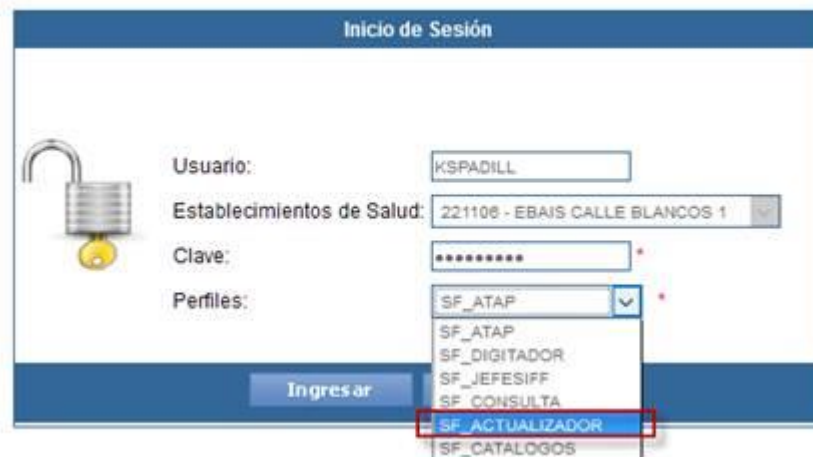 Inicio de Sesión
Usuario: KSPADILL
Establecimientos de Salud: 221106 - EBAIS CALLE BLANCOS 1
Clave: ●●●●●●●●● *
Perfiles: SF_ATAP *
SF_ATAP
SF_DIGITADOR
SF_JEFESIFF
SF_CONSULTA
SF_ACTUALIZADOR
SF_CATALOGOS
Ingresar